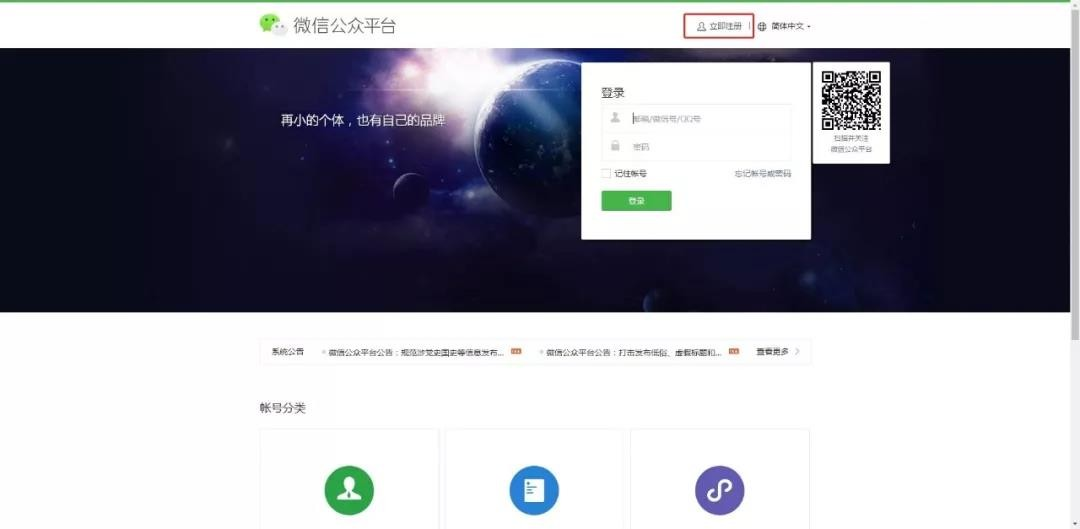 微信公众平台
立即注册
简体中文
再小的个体,也有自己的品牌
登录
邮箱/微信号/QQ号
密码
记住帐号
忘记帐号或密码
登录
扫描并关注
微信公众平台
系统公告
微信公众平台公告:规范涉党史国史等信息发布...
微信公众平台公告:打击发布低俗、虚假标题和...
查看更多
帐号分类